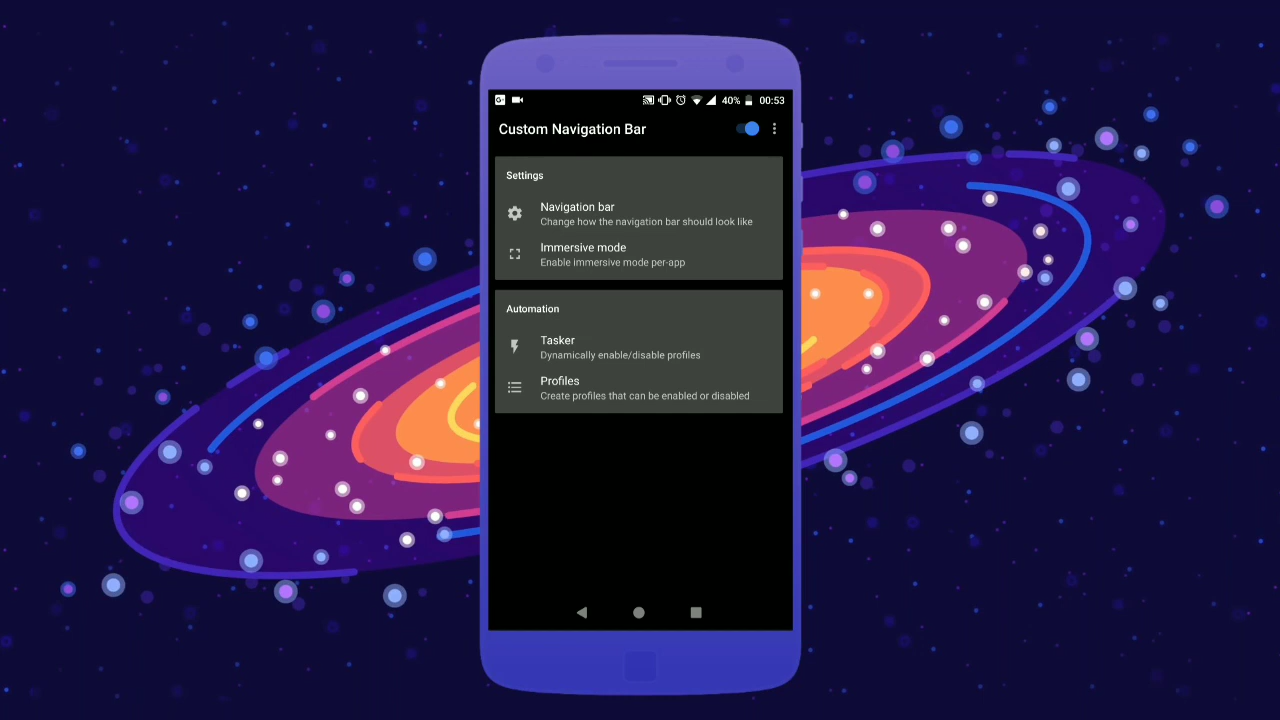 40% 00:53
Custom Navigation Bar
Settings
Navigation bar
Change how the navigation bar should look like
Immersive mode
Enable immersive mode per-app
Automation
Tasker
Dynamically enable/disable profiles
Profiles
Create profiles that can be enabled or disabled